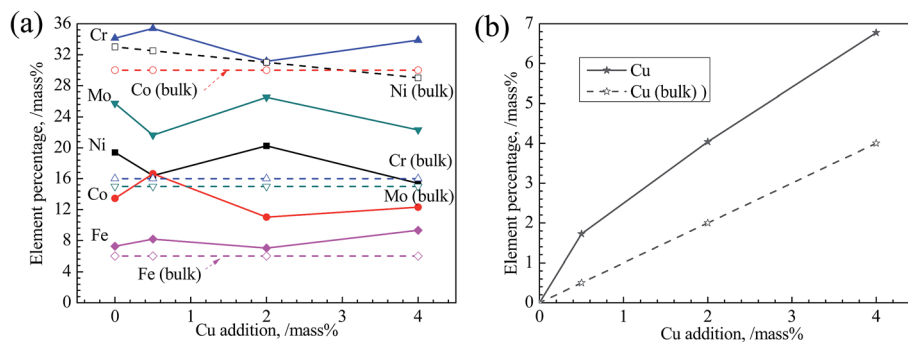 (a)
36
32
28
24
20
16
12
8
4
0
Element percentage, /mass%
Cr
Co (bulk)
Ni (bulk)
Mo
Ni
Cr (bulk)
Co
Mo (bulk)
Fe
Fe (bulk)
0 1 2 3 4
Cu addition, /mass%
(b)
7
6
5
4
3
2
1
0
Element percentage, /mass%
Cu
Cu (bulk) )
0 1 2 3 4
Cu addition, /mass%